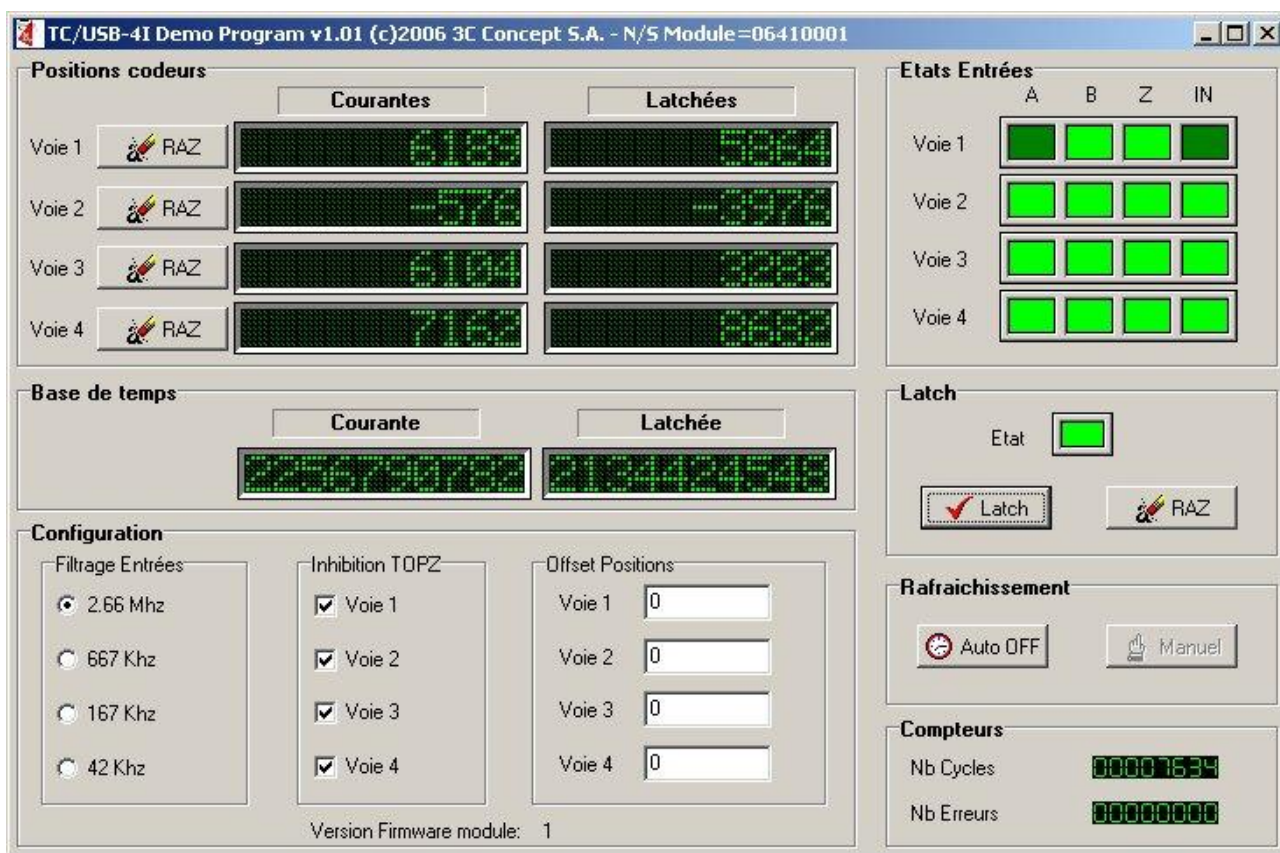 TC/USB-4I Demo Program v1.01 (c)2006 3C Concept S.A. - N/S Module=06410001
Positions codeurs
Courantes Latchées
Voie 1 RAZ 6189 5864
Voie 2 RAZ -576 -3976
Voie 3 RAZ 6104 3283
Voie 4 RAZ 7162 8682
Etats Entrées
A B Z IN
Voie 1
Voie 2
Voie 3
Voie 4
Base de temps
Courante Latchée
2256790782 2134424548
Latch
Etat
Latch RAZ
Configuration
Filtrage Entrées
2.66 Mhz
667 Khz
167 Khz
42 Khz
Inhibition TOPZ
Voie 1
Voie 2
Voie 3
Voie 4
Offset Positions
Voie 1 0
Voie 2 0
Voie 3 0
Voie 4 0
Version Firmware module: 1
Rafraichissement
Auto OFF Manuel
Compteurs
Nb Cycles 00007634
Nb Erreurs 00000000